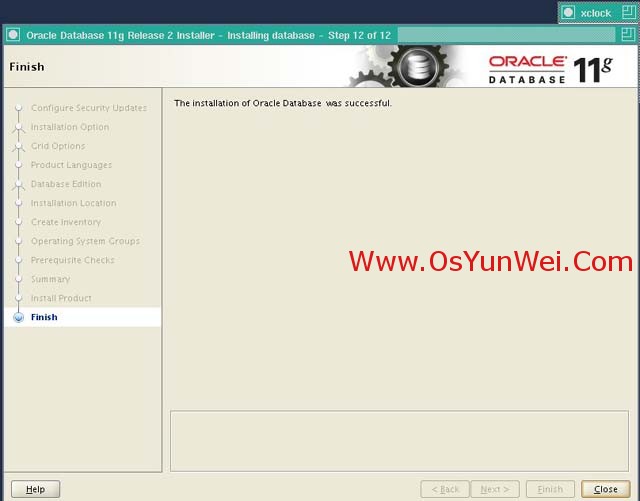 xclock
Oracle Database 11g Release 2 Installer - Installing database - Step 12 of 12
Finish
ORACLE
DATABASE
11g
Configure Security Updates
Installation Option
Grid Options
Product Languages
Database Edition
Installation Location
Create Inventory
Operating System Groups
Prerequisite Checks
Summary
Install Product
Finish
The installation of Oracle Database was successful.
Www.OsYunWei.Com
Help
< Back
Next >
Finish
Close